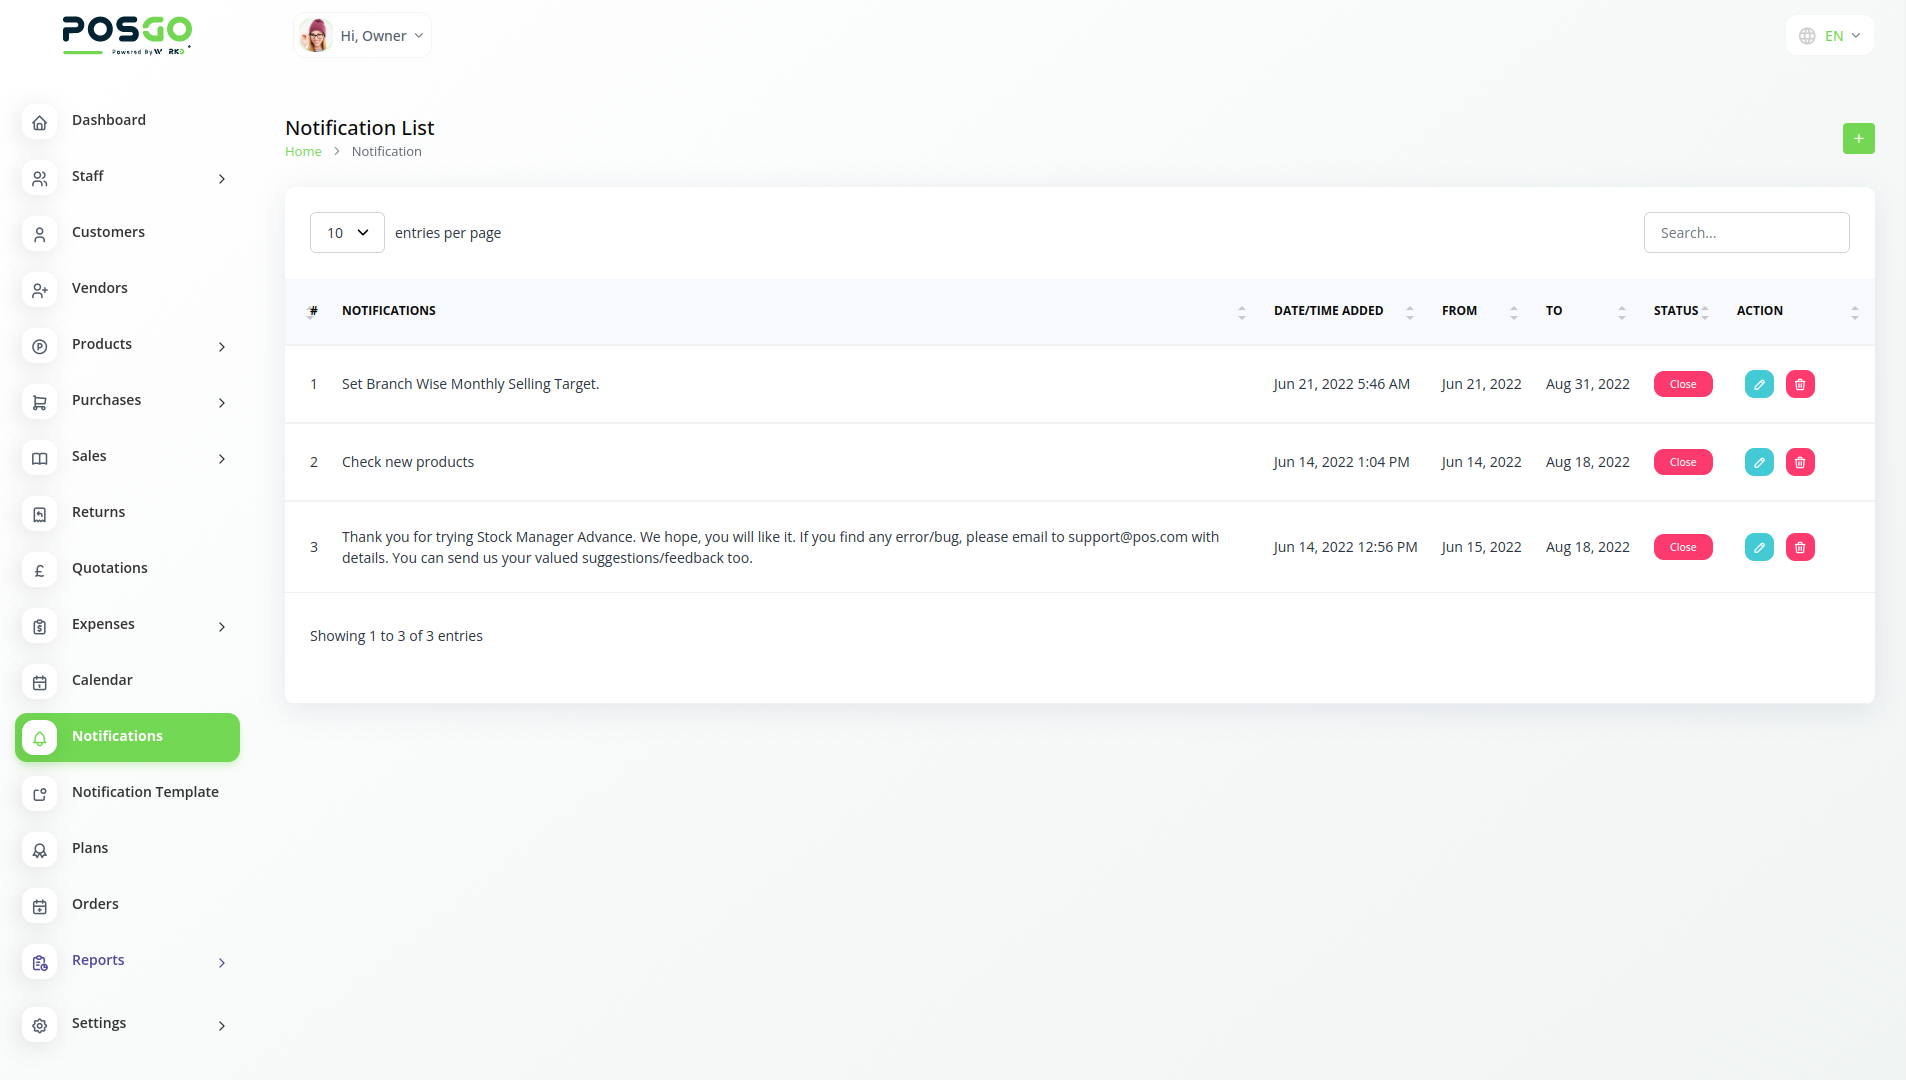 POSGO
Powered By
Hi, Owner
EN
Dashboard
Staff
Customers
Vendors
Products
Purchases
Sales
Returns
Quotations
Expenses
Calendar
Notifications
Notification Template
Plans
Orders
Reports
Settings
Notification List
Home > Notification
+
10 entries per page
Search...
# NOTIFICATIONS DATE/TIME ADDED FROM TO STATUS ACTION
1 Set Branch Wise Monthly Selling Target. Jun 21, 2022 5:46 AM Jun 21, 2022 Aug 31, 2022 Close
2 Check new products Jun 14, 2022 1:04 PM Jun 14, 2022 Aug 18, 2022 Close
3 Thank you for trying Stock Manager Advance. We hope, you will like it. If you find any error/bug, please email to support@pos.com with
details. You can send us your valued suggestions/feedback too. Jun 14, 2022 12:56 PM Jun 15, 2022 Aug 18, 2022 Close
Showing 1 to 3 of 3 entries